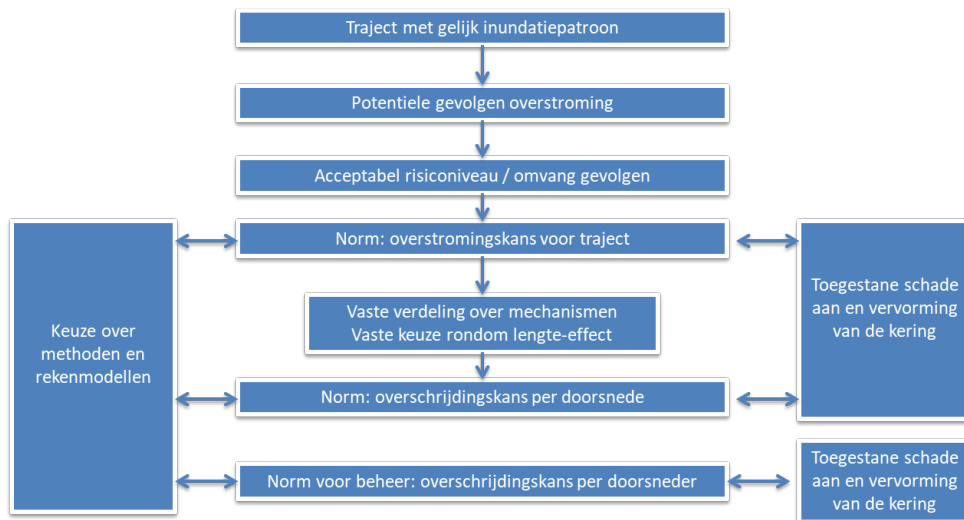 Traject met gelijk inundatiepatroon
Potentiele gevolgen overstroming
Acceptabel risiconiveau / omvang gevolgen
Norm: overstromingskans voor traject
Vaste verdeling over mechanismen
Vaste keuze rondom lengte-effect
Norm: overschrijdingskans per doorsnede
Norm voor beheer: overschrijdingskans per doorsneder
Keuze over
methoden en
rekenmodellen
Toegestane schade
aan en vervorming
van de kering
Toegestane schade
aan en vervorming
van de kering